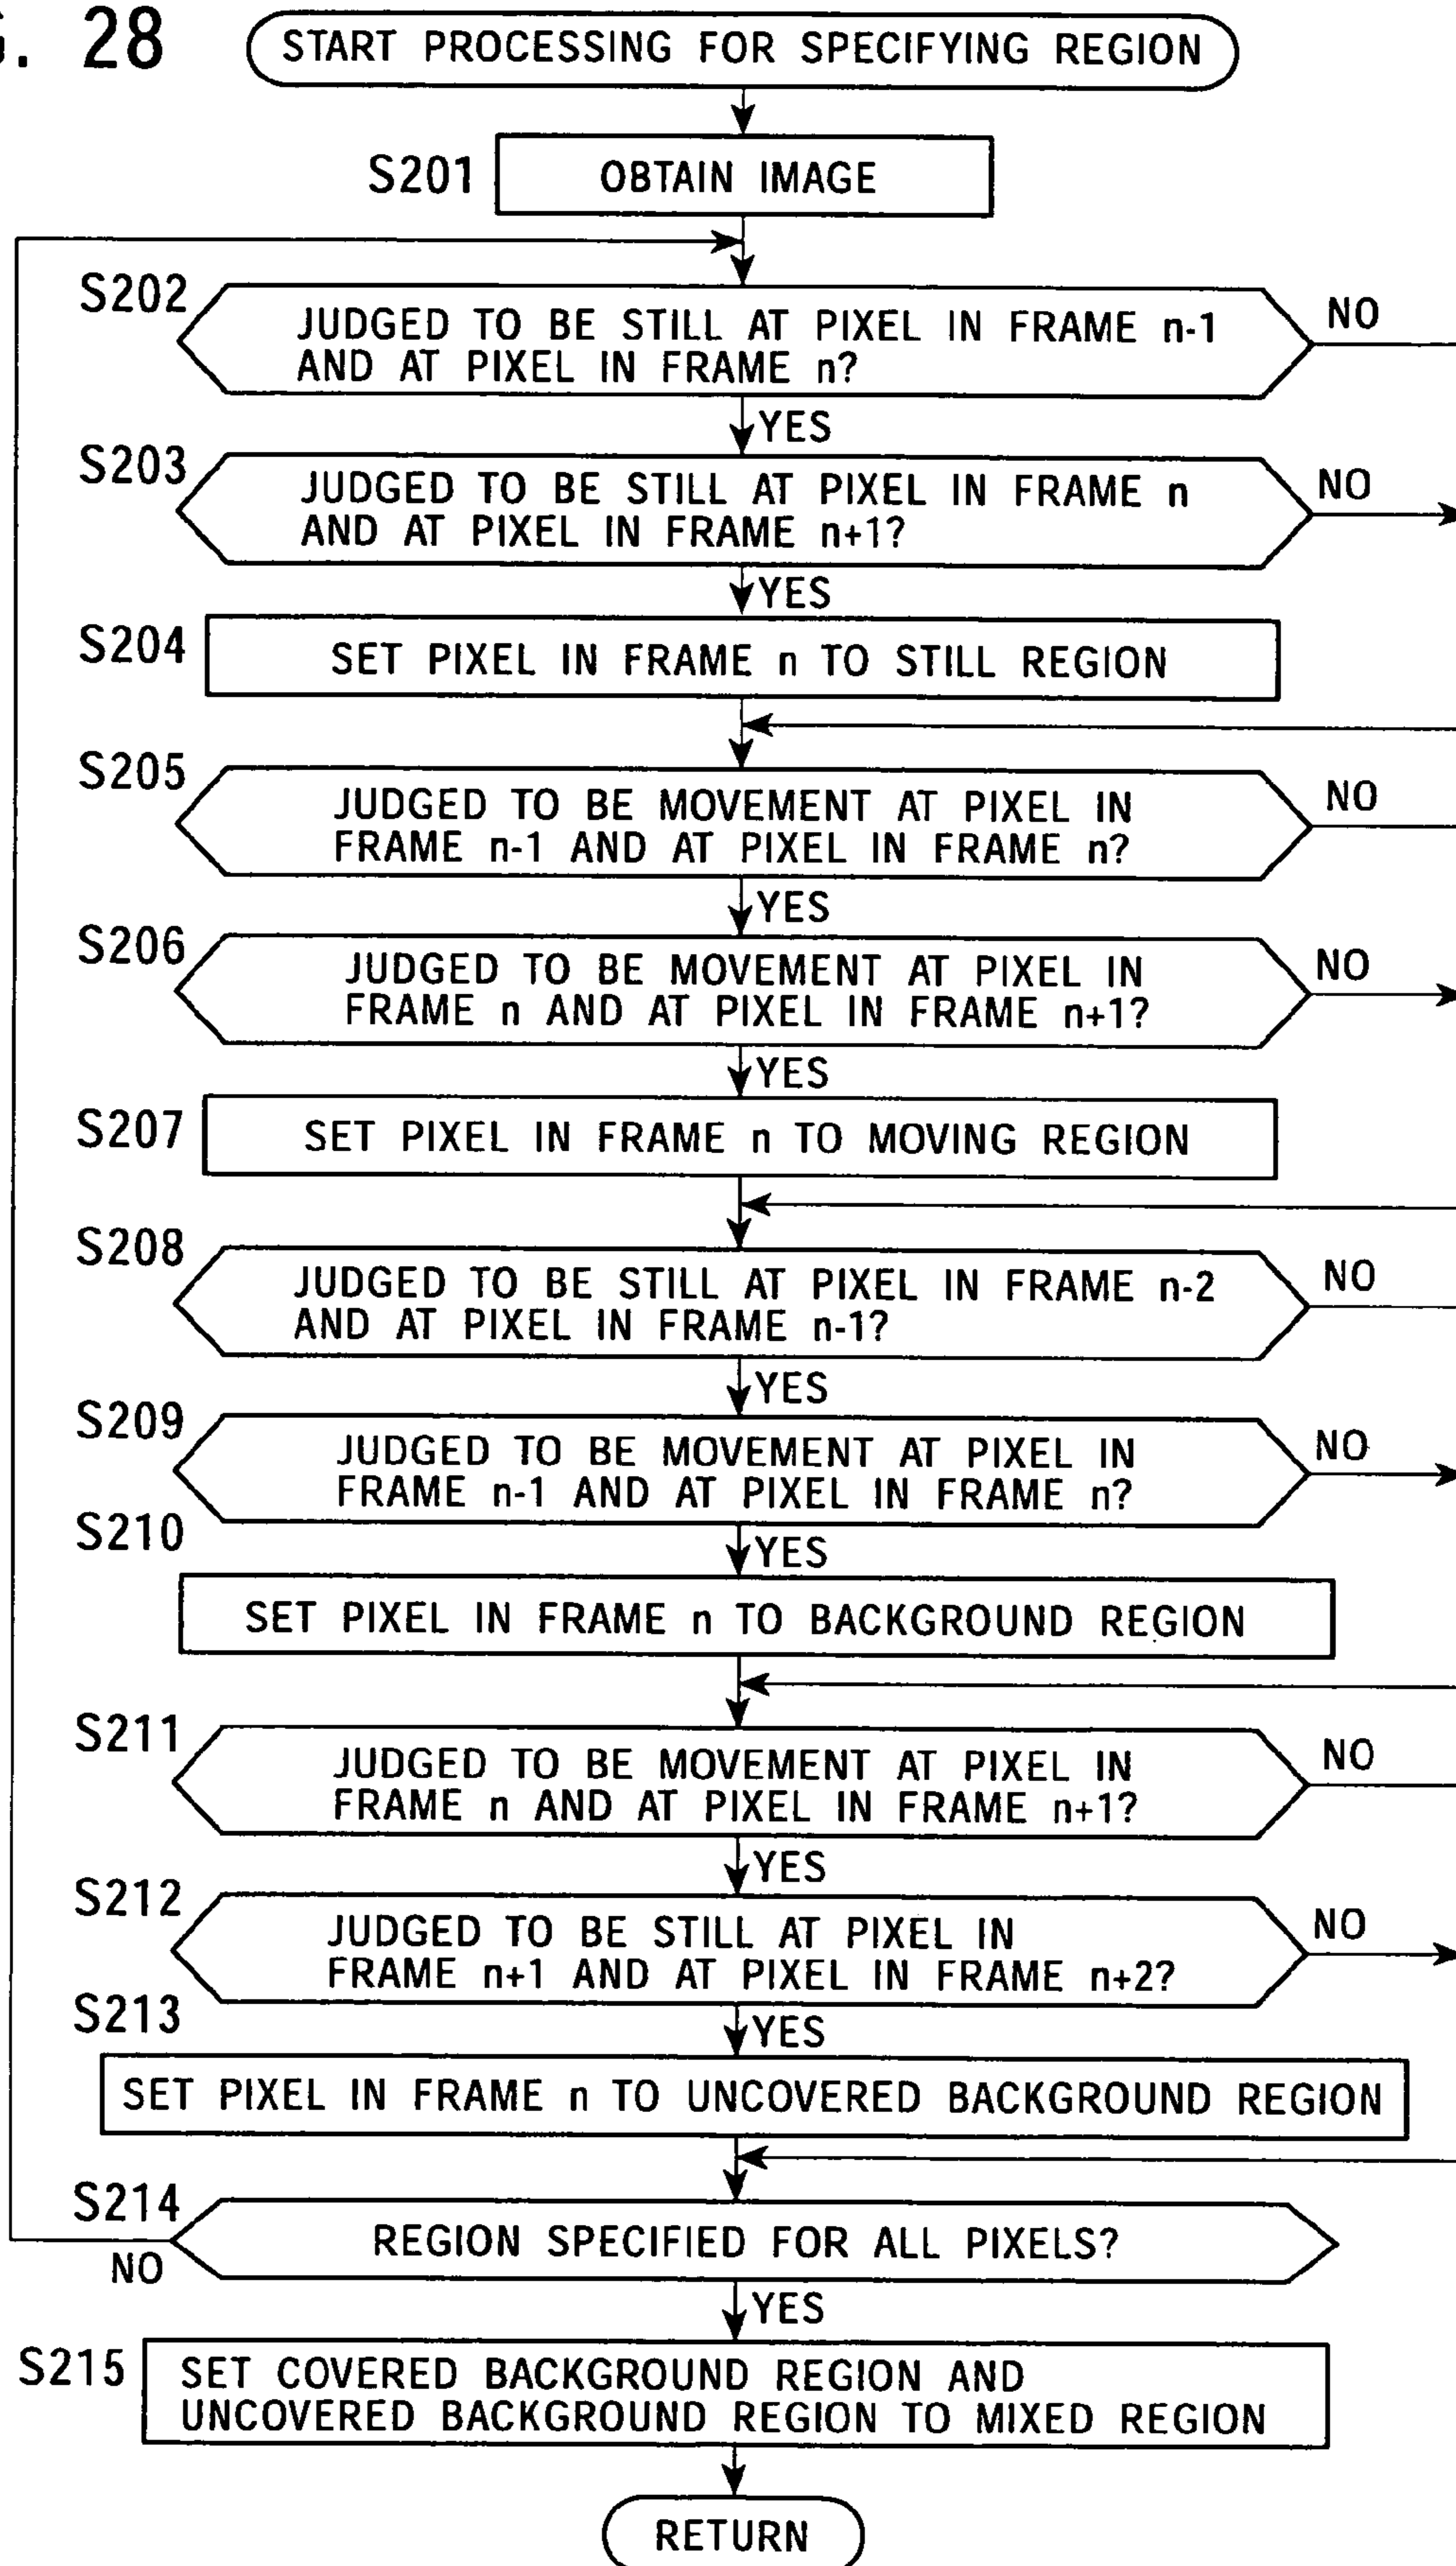 G. 28
START PROCESSING FOR SPECIFYING REGION
S201
OBTAIN IMAGE
S202
JUDGED TO BE STILL AT PIXEL IN FRAME n-1
AND AT PIXEL IN FRAME n?
NO
YES
S203
JUDGED TO BE STILL AT PIXEL IN FRAME n
AND AT PIXEL IN FRAME n+1?
NO
YES
S204
SET PIXEL IN FRAME n TO STILL REGION
S205
JUDGED TO BE MOVEMENT AT PIXEL IN
FRAME n-1 AND AT PIXEL IN FRAME n?
NO
YES
S206
JUDGED TO BE MOVEMENT AT PIXEL IN
FRAME n AND AT PIXEL IN FRAME n+1?
NO
YES
S207
SET PIXEL IN FRAME n TO MOVING REGION
S208
JUDGED TO BE STILL AT PIXEL IN FRAME n-2
AND AT PIXEL IN FRAME n-1?
NO
YES
S209
JUDGED TO BE MOVEMENT AT PIXEL IN
FRAME n-1 AND AT PIXEL IN FRAME n?
NO
YES
S210
SET PIXEL IN FRAME n TO BACKGROUND REGION
S211
JUDGED TO BE MOVEMENT AT PIXEL IN
FRAME n AND AT PIXEL IN FRAME n+1?
NO
YES
S212
JUDGED TO BE STILL AT PIXEL IN
FRAME n+1 AND AT PIXEL IN FRAME n+2?
NO
YES
S213
SET PIXEL IN FRAME n TO UNCOVERED BACKGROUND REGION
S214
REGION SPECIFIED FOR ALL PIXELS?
NO
YES
S215
SET COVERED BACKGROUND REGION AND
UNCOVERED BACKGROUND REGION TO MIXED REGION
RETURN